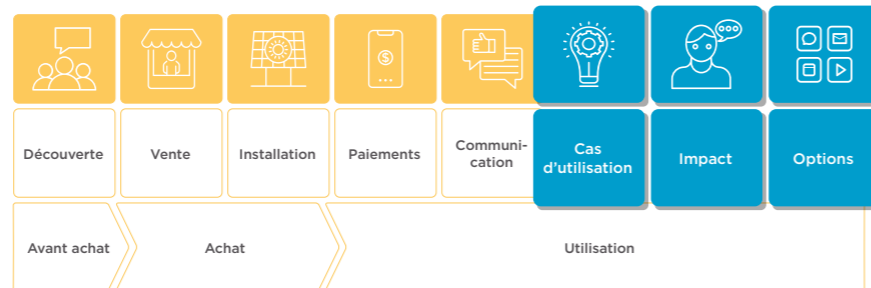 Découverte
Vente
Installation
Paiements
Communi-
cation
Cas
d'utilisation
Impact
Options
Avant achat
Achat
Utilisation